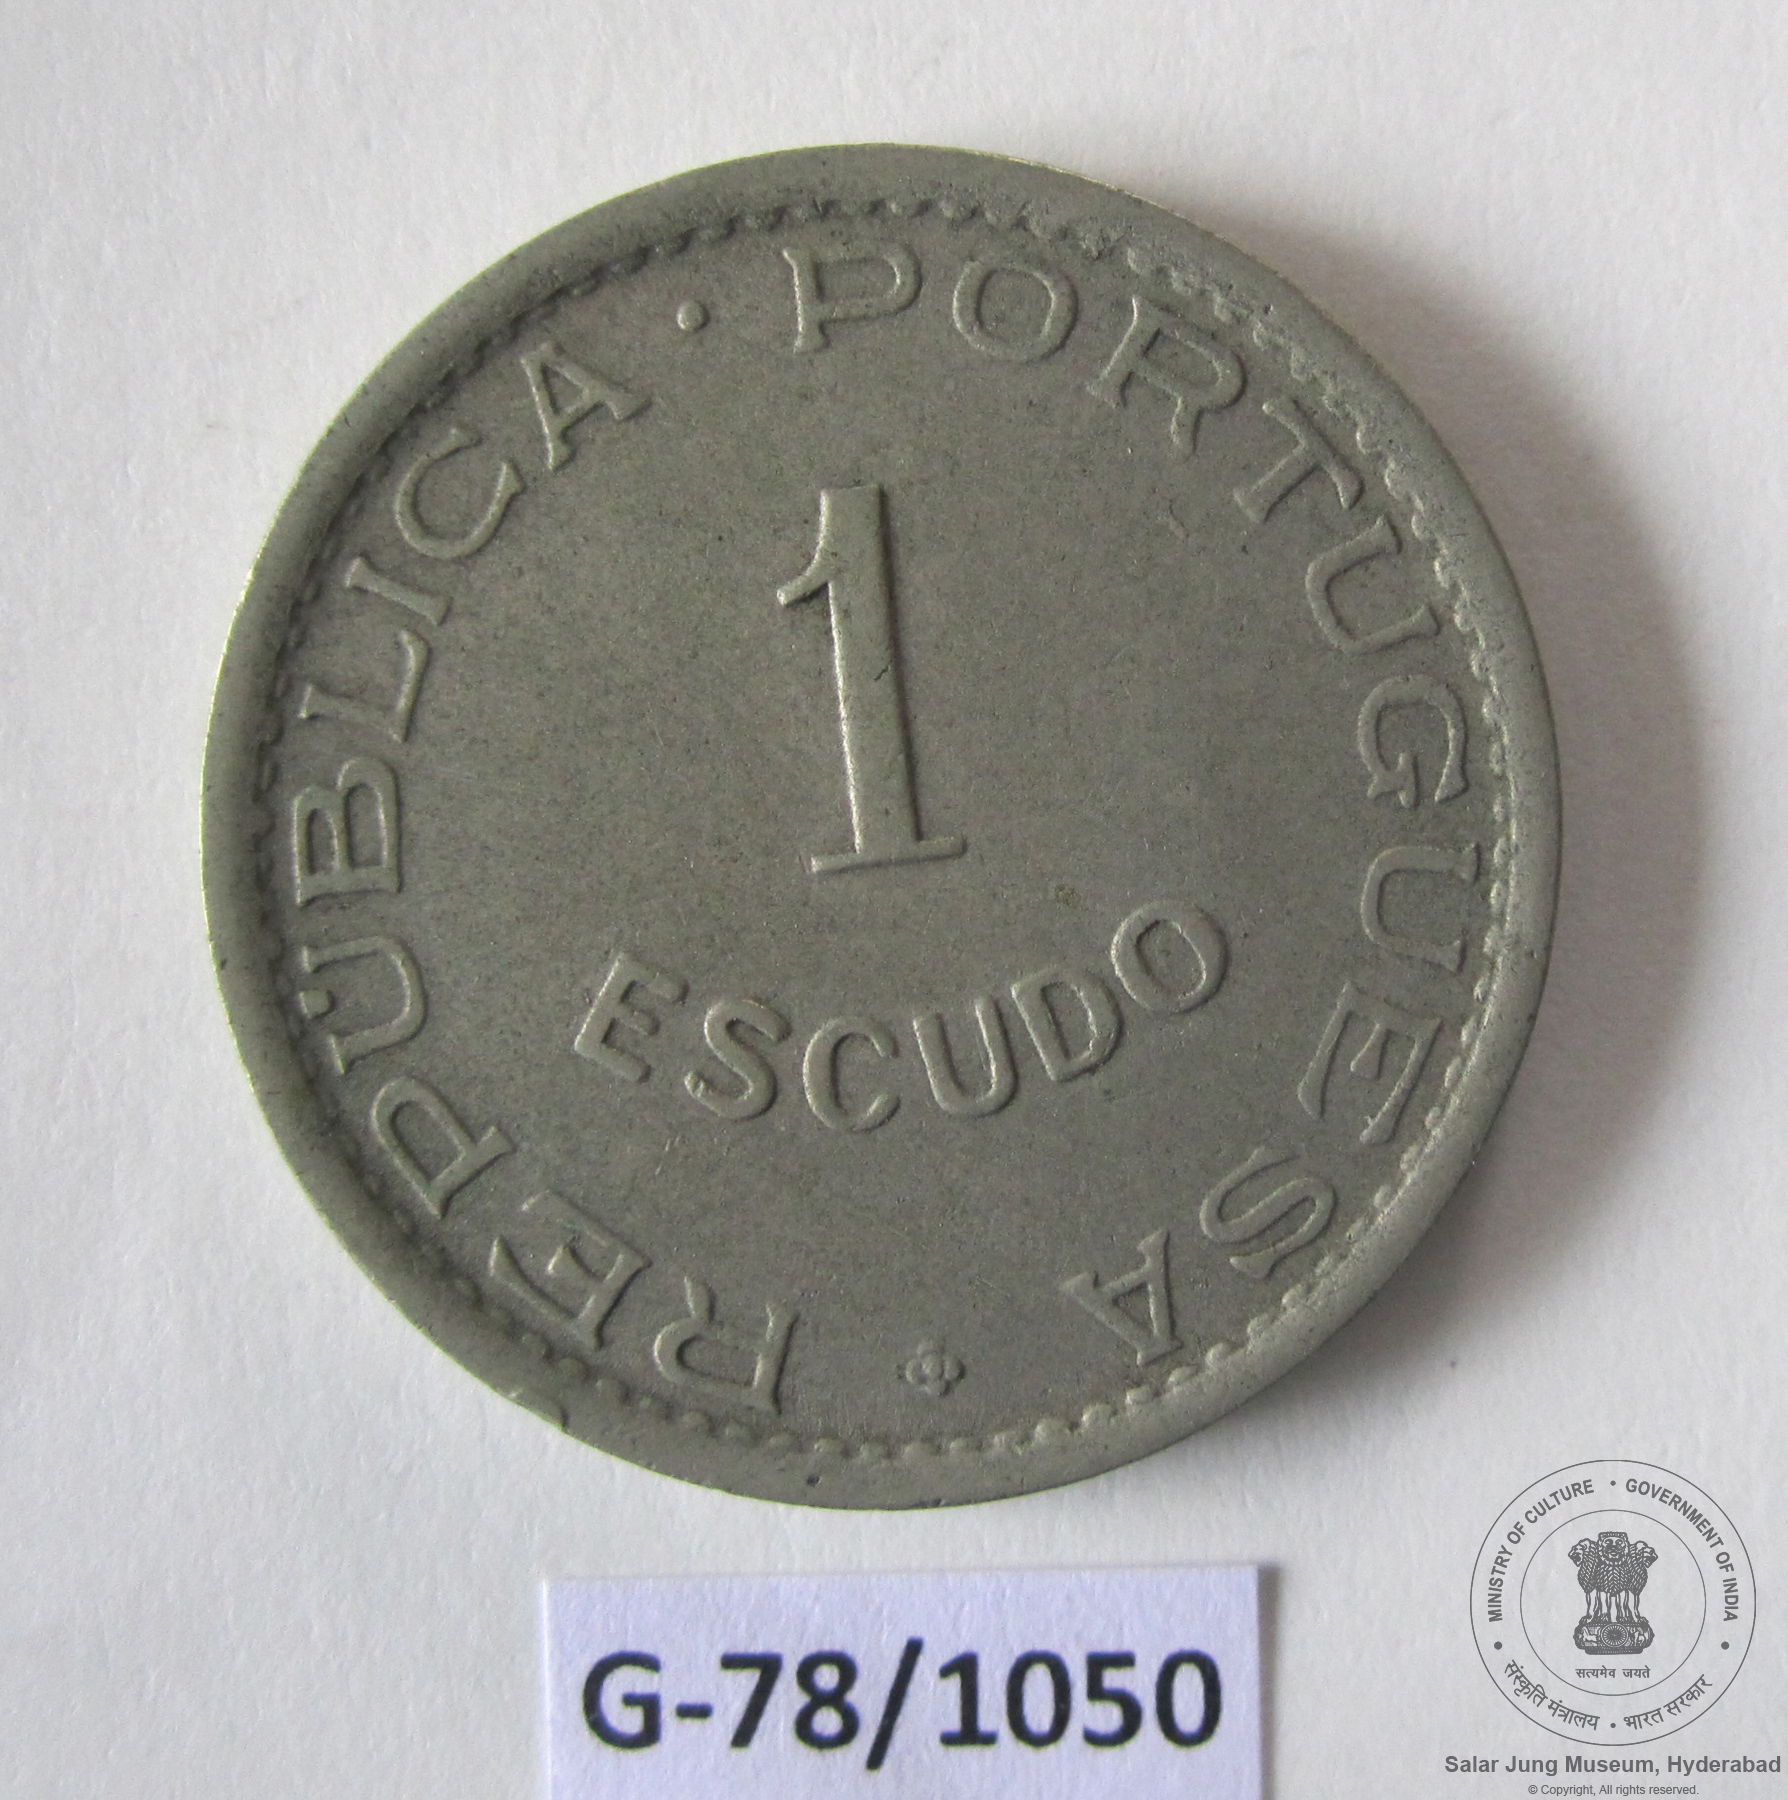 REPÚBLICA · PORTUGUESA
1
ESCUDO
G-78/1050
MINISTRY OF CULTURE • GOVERNMENT OF INDIA
सत्यमेव जयते
संस्कृति मंत्रालय • भारत सरकार
Salar Jung Museum, Hyderabad
© Copyright, All rights reserved.